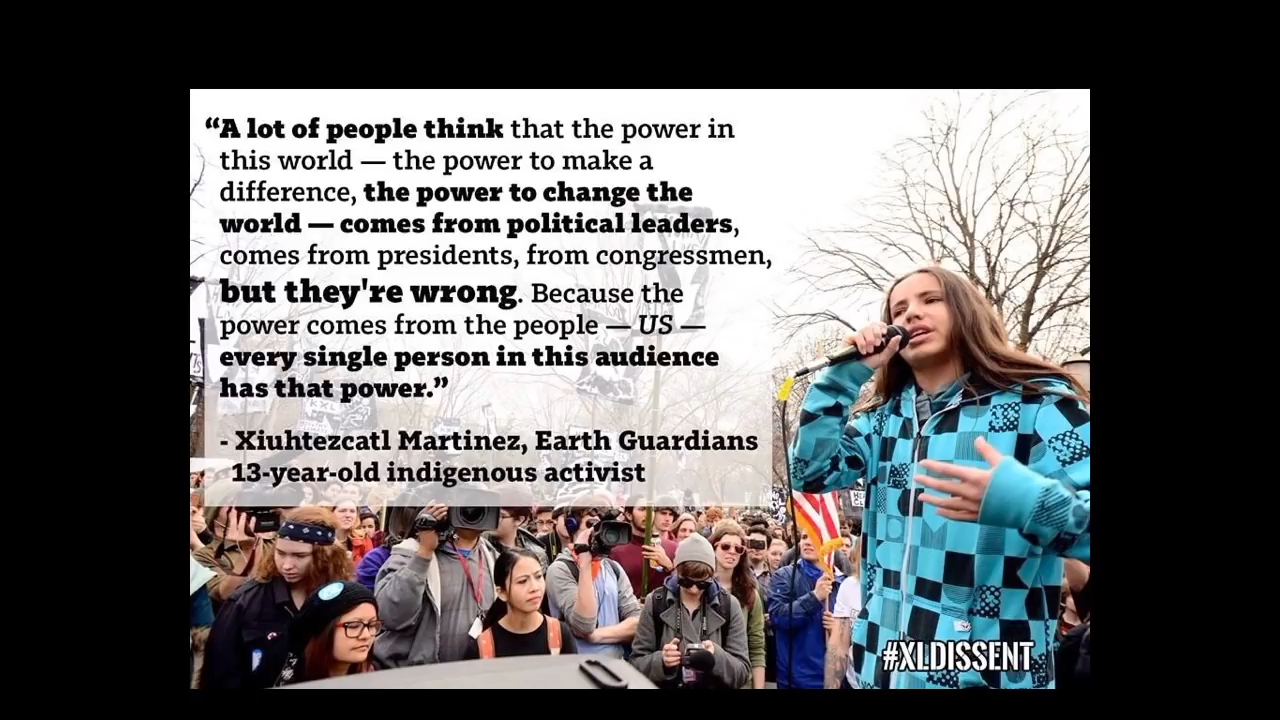 “A lot of people think that the power in
this world — the power to make a
difference, the power to change the
world — comes from political leaders,
comes from presidents, from congressmen,
but they're wrong. Because the
power comes from the people — US —
every single person in this audience
has that power.”
- Xiuhtezcatl Martinez, Earth Guardians
13-year-old indigenous activist
#XLDISSENT